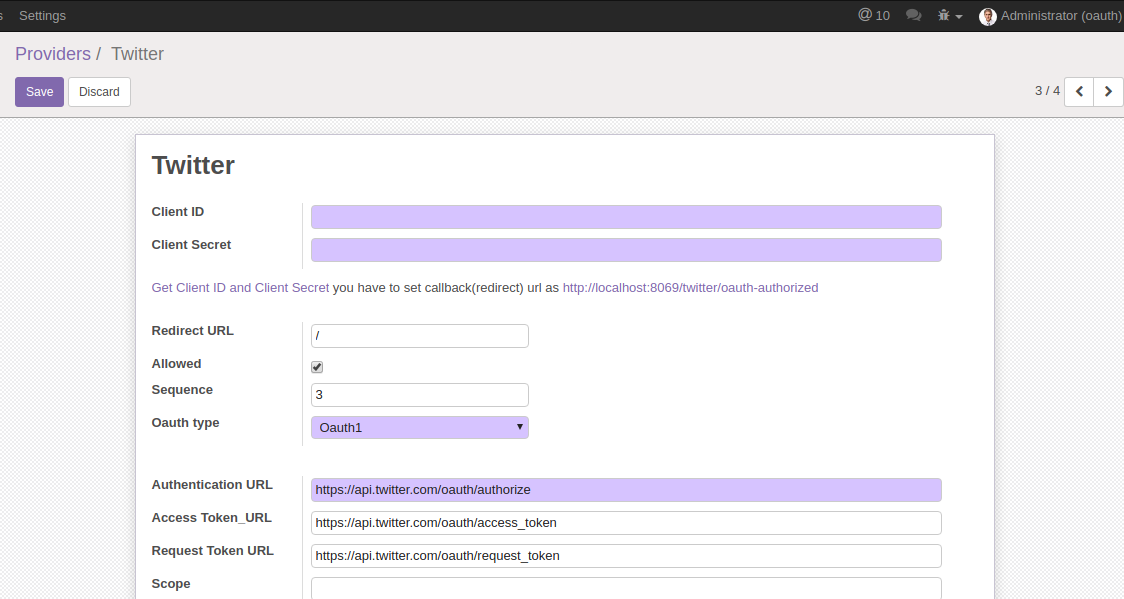 s Settings @ 10 Administrator (oauth)
Providers / Twitter
Save Discard 3 / 4
Twitter
Client ID
Client Secret
Get Client ID and Client Secret you have to set callback(redirect) url as http://localhost:8069/twitter/oauth-authorized
Redirect URL /
Allowed
Sequence 3
Oauth type Oauth1
Authentication URL https://api.twitter.com/oauth/authorize
Access Token_URL https://api.twitter.com/oauth/access_token
Request Token URL https://api.twitter.com/oauth/request_token
Scope